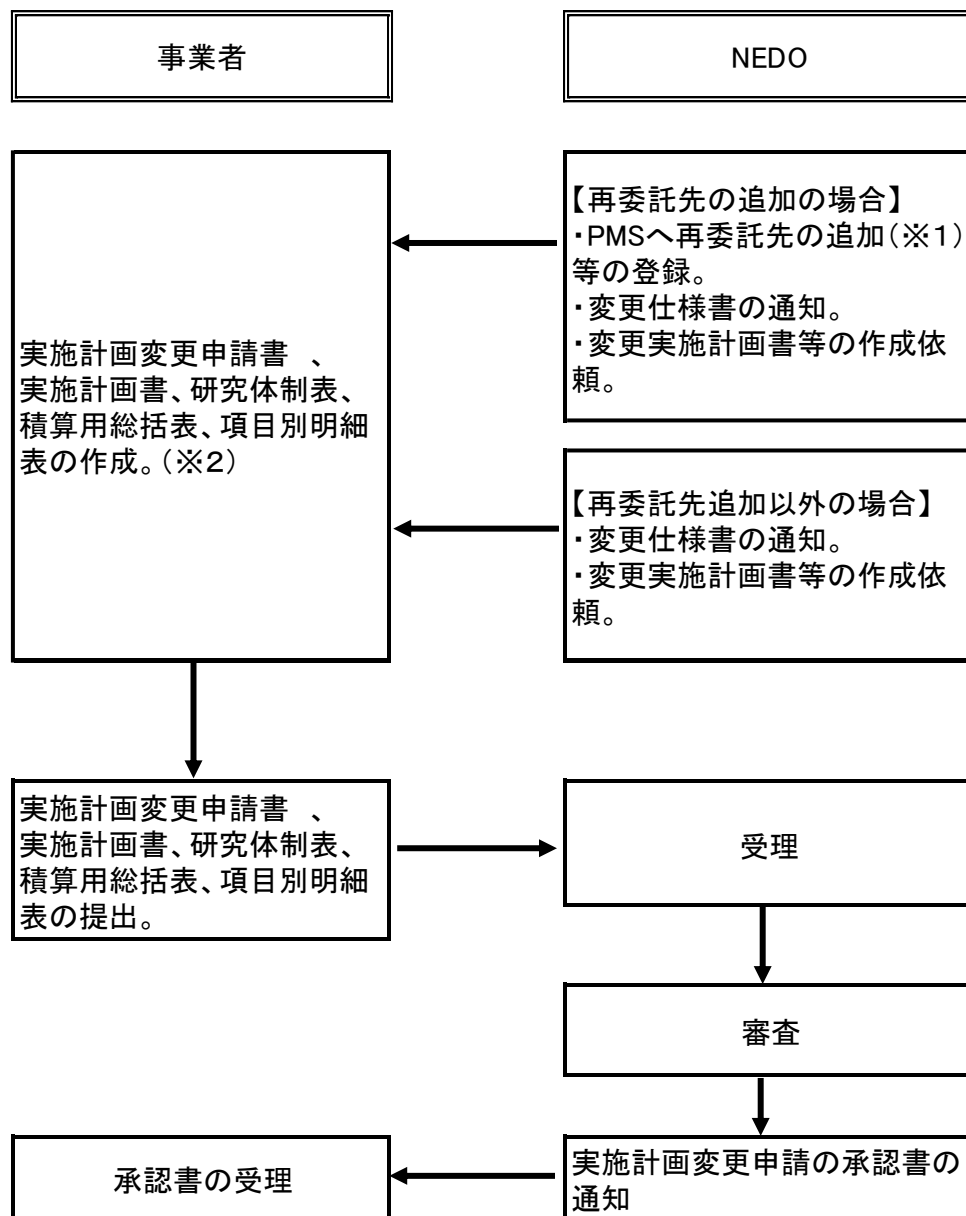 事業者
NEDO
【再委託先の追加の場合】
・PMSへ再委託先の追加(※1)
等の登録。
・変更仕様書の通知。
・変更実施計画書等の作成依
頼。
実施計画変更申請書　、
実施計画書、研究体制表、
積算用総括表、項目別明細
表の作成。(※2)
【再委託先追加以外の場合】
・変更仕様書の通知。
・変更実施計画書等の作成依
頼。
実施計画変更申請書　、
実施計画書、研究体制表、
積算用総括表、項目別明細
表の提出。
受理
審査
実施計画変更申請の承認書の
通知
承認書の受理